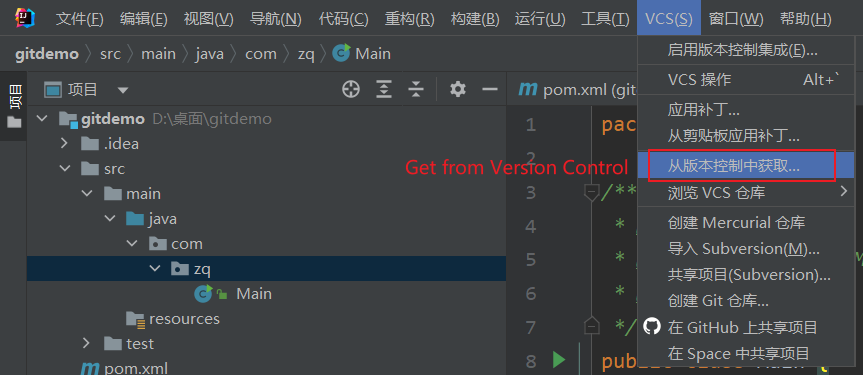 文件(F) 编辑(E) 视图(V) 导航(N) 代码(C) 重构(R) 构建(B) 运行(U) 工具(T) VCS(S) 窗口(W) 帮助(H)
gitdemo src main java com zq Main
启用版本控制集成(E)...
VCS 操作 Alt+`
应用补丁...
从剪贴板应用补丁...
从版本控制中获取...
浏览 VCS 仓库
创建 Mercurial 仓库
导入 Subversion(M)...
共享项目(Subversion)...
创建 Git 仓库...
在 GitHub 上共享项目
在 Space 中共享项目
Get from Version Control
项目
项目
gitdemo D:\桌面\gitdemo
.idea
src
main
java
com
zq
Main
resources
test
pom.xml
pom.xml (git
1 pac
2
3 /**
4 *
5 *
6 *
7 */
8